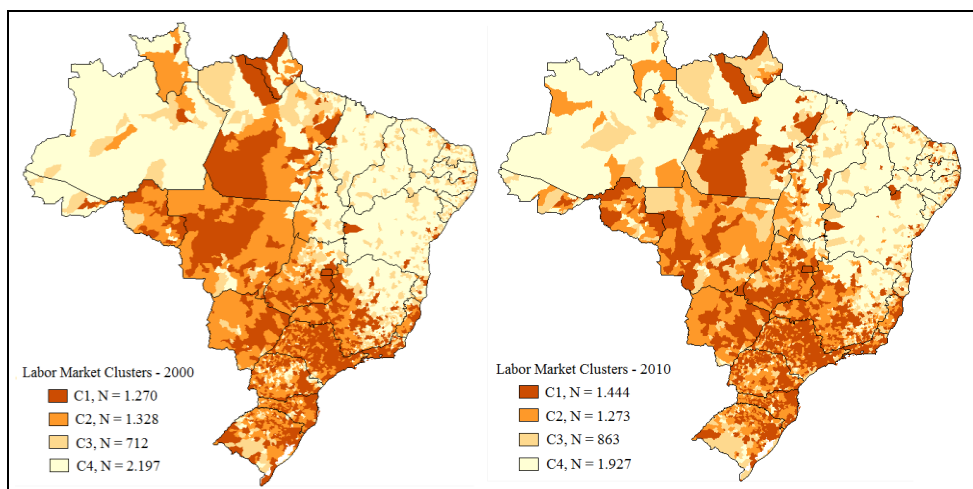 Labor Market Clusters - 2000
C1, N = 1.270
C2, N = 1.328
C3, N = 712
C4, N = 2.197
Labor Market Clusters - 2010
C1, N = 1.444
C2, N = 1.273
C3, N = 863
C4, N = 1.927